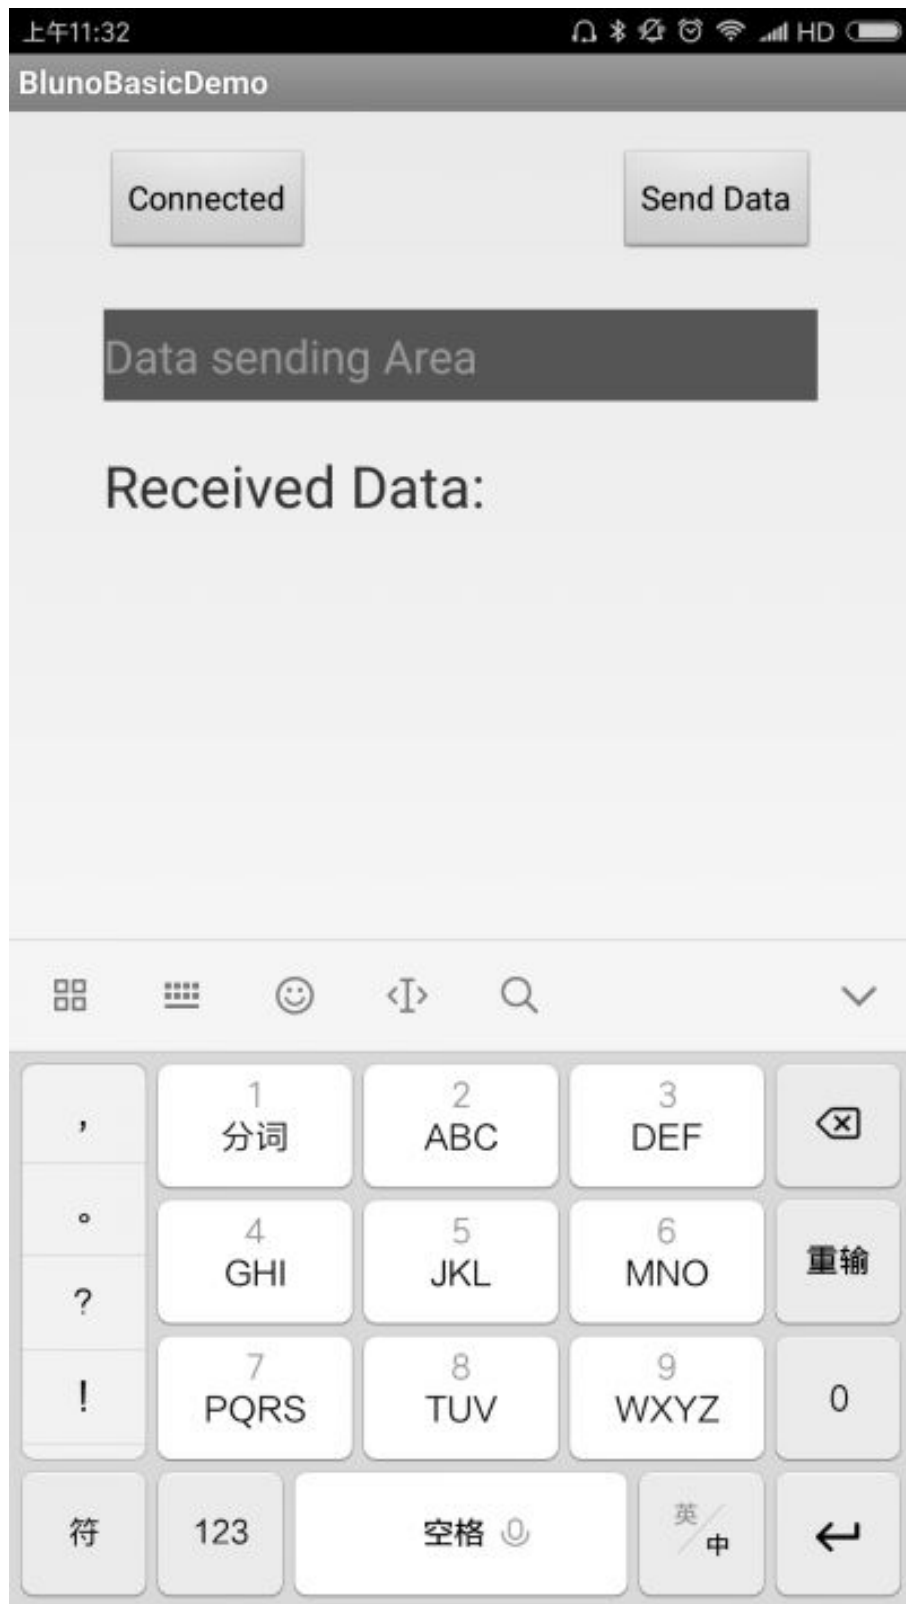 上午11:32 HD
BlunoBasicDemo
Connected Send Data
Data sending Area
Received Data:
, 1 2 3
分词 ABC DEF
。 4 5 6
GHI JKL MNO 重输
?
7 8 9
! PQRS TUV WXYZ 0
符 123 空格 英/中